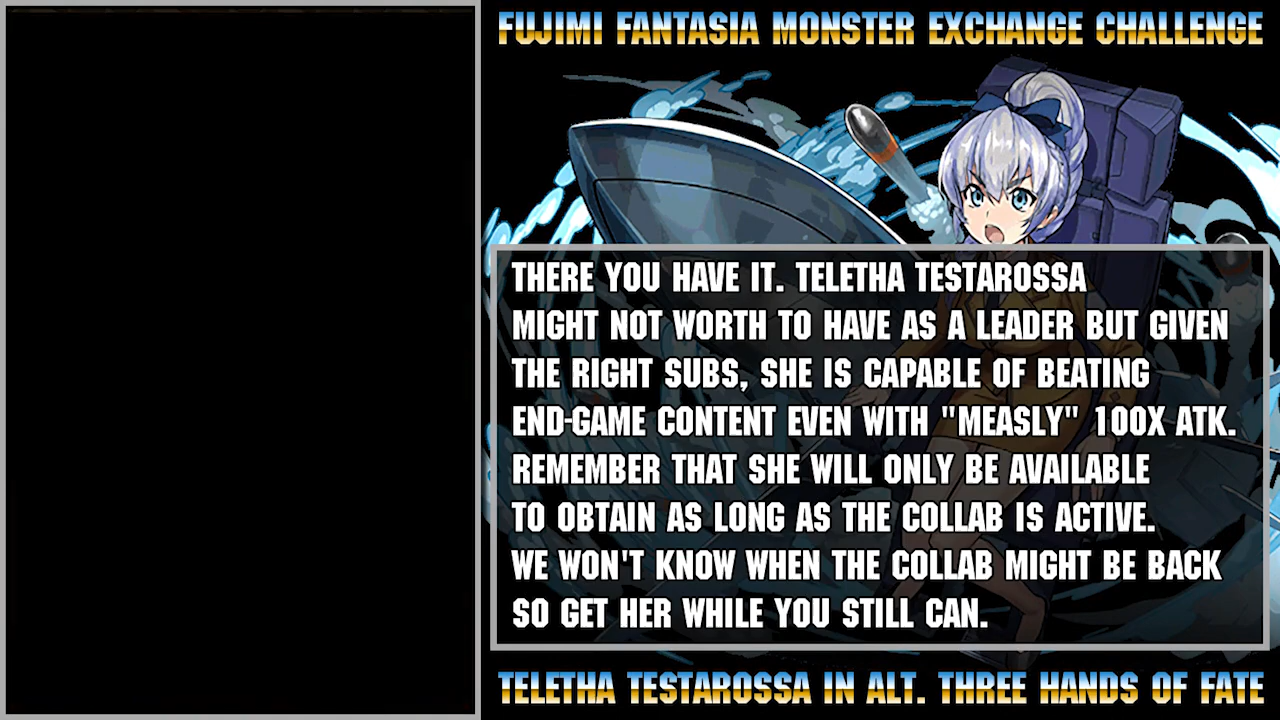 FUJIMI FANTASIA MONSTER EXCHANGE CHALLENGE
THERE YOU HAVE IT. TELETHA TESTAROSSA
MIGHT NOT WORTH TO HAVE AS A LEADER BUT GIVEN
THE RIGHT SUBS, SHE IS CAPABLE OF BEATING
END-GAME CONTENT EVEN WITH "MEASLY" 100X ATK.
REMEMBER THAT SHE WILL ONLY BE AVAILABLE
TO OBTAIN AS LONG AS THE COLLAB IS ACTIVE.
WE WON'T KNOW WHEN THE COLLAB MIGHT BE BACK
SO GET HER WHILE YOU STILL CAN.
TELETHA TESTAROSSA IN ALT. THREE HANDS OF FATE